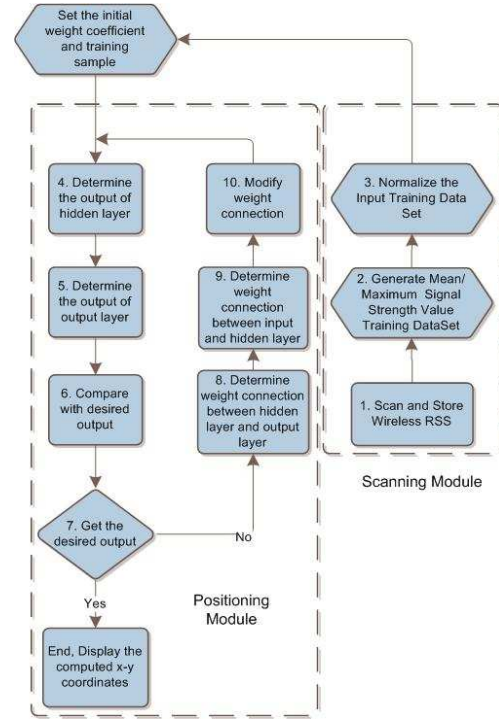 Set the initial
weight coefficient
and training
sample
4. Determine
the output of
hidden layer
5. Determine
the output of
output layer
6. Compare
with desired
output
7. Get the
desired output
Yes
No
End, Display the
computed x-y
coordinates
10. Modify
weight
connection
9. Determine
weight
connection
between input
and hidden layer
8. Determine
weight connection
between hidden
layer and output
layer
Positioning
Module
3. Normalize the
Input Training Data
Set
2. Generate Mean/
Maximum Signal
Strength Value
Training DataSet
1. Scan and Store
Wireless RSS
Scanning Module